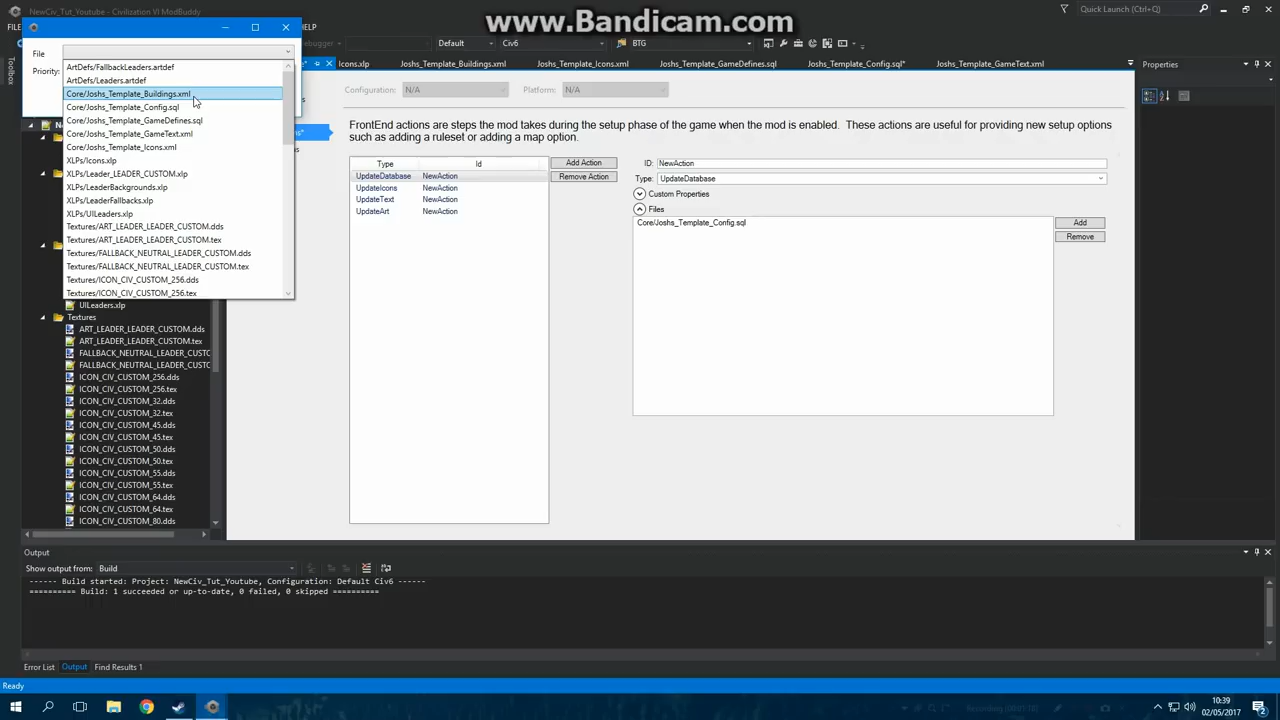 NewCiv_Tut_Youtube - Civilization VI ModBuddy
www.Bandicam.com
Quick Launch (Ctrl+Q)
FILE
HELP
Default
Civ6
BTG
File
Priority:
ArtDefs/FallbackLeaders.artdef
ArtDefs/Leaders.artdef
Core/Joshs_Template_Buildings.xml
Core/Joshs_Template_Config.sql
Core/Joshs_Template_GameDefines.sql
Core/Joshs_Template_GameText.xml
Core/Joshs_Template_Icons.xml
XLPs/Icons.xlp
XLPs/Leader_LEADER_CUSTOM.xlp
XLPs/LeaderBackgrounds.xlp
XLPs/LeaderFallbacks.xlp
XLPs/UILeaders.xlp
Textures/ART_LEADER_LEADER_CUSTOM.dds
Textures/ART_LEADER_LEADER_CUSTOM.tex
Textures/FALLBACK_NEUTRAL_LEADER_CUSTOM.dds
Textures/FALLBACK_NEUTRAL_LEADER_CUSTOM.tex
Textures/ICON_CIV_CUSTOM_256.dds
Textures/ICON_CIV_CUSTOM_256.tex
Toolbox
Icons.xlp
Joshs_Template_Buildings.xml
Joshs_Template_Icons.xml
Joshs_Template_GameDefines.sql
Joshs_Template_Config.sql*
Joshs_Template_GameText.xml
Properties
Configuration:
N/A
Platform:
N/A
FrontEnd actions are steps the mod takes during the setup phase of the game when the mod is enabled. These actions are useful for providing new setup options
such as adding a ruleset or adding a map option.
Type
Id
UpdateDatabase NewAction
UpdateIcons NewAction
UpdateText NewAction
UpdateArt NewAction
Add Action
Remove Action
ID:
NewAction
Type:
UpdateDatabase
Custom Properties
Files
Core/Joshs_Template_Config.sql
Add
Remove
UILeaders.xlp
Textures
ART_LEADER_LEADER_CUSTOM.dds
ART_LEADER_LEADER_CUSTOM.tex
FALLBACK_NEUTRAL_LEADER_CUSTO
FALLBACK_NEUTRAL_LEADER_CUSTO
ICON_CIV_CUSTOM_256.dds
ICON_CIV_CUSTOM_256.tex
ICON_CIV_CUSTOM_32.dds
ICON_CIV_CUSTOM_32.tex
ICON_CIV_CUSTOM_45.dds
ICON_CIV_CUSTOM_45.tex
ICON_CIV_CUSTOM_50.dds
ICON_CIV_CUSTOM_50.tex
ICON_CIV_CUSTOM_55.dds
ICON_CIV_CUSTOM_55.tex
ICON_CIV_CUSTOM_64.dds
ICON_CIV_CUSTOM_64.tex
ICON_CIV_CUSTOM_80.dds
Output
Show output from:
Build
------ Build started: Project: NewCiv_Tut_Youtube, Configuration: Default Civ6 ------
========== Build: 1 succeeded or up-to-date, 0 failed, 0 skipped ==========
Error List
Output
Find Results 1
Ready
10:39
02/05/2017
2